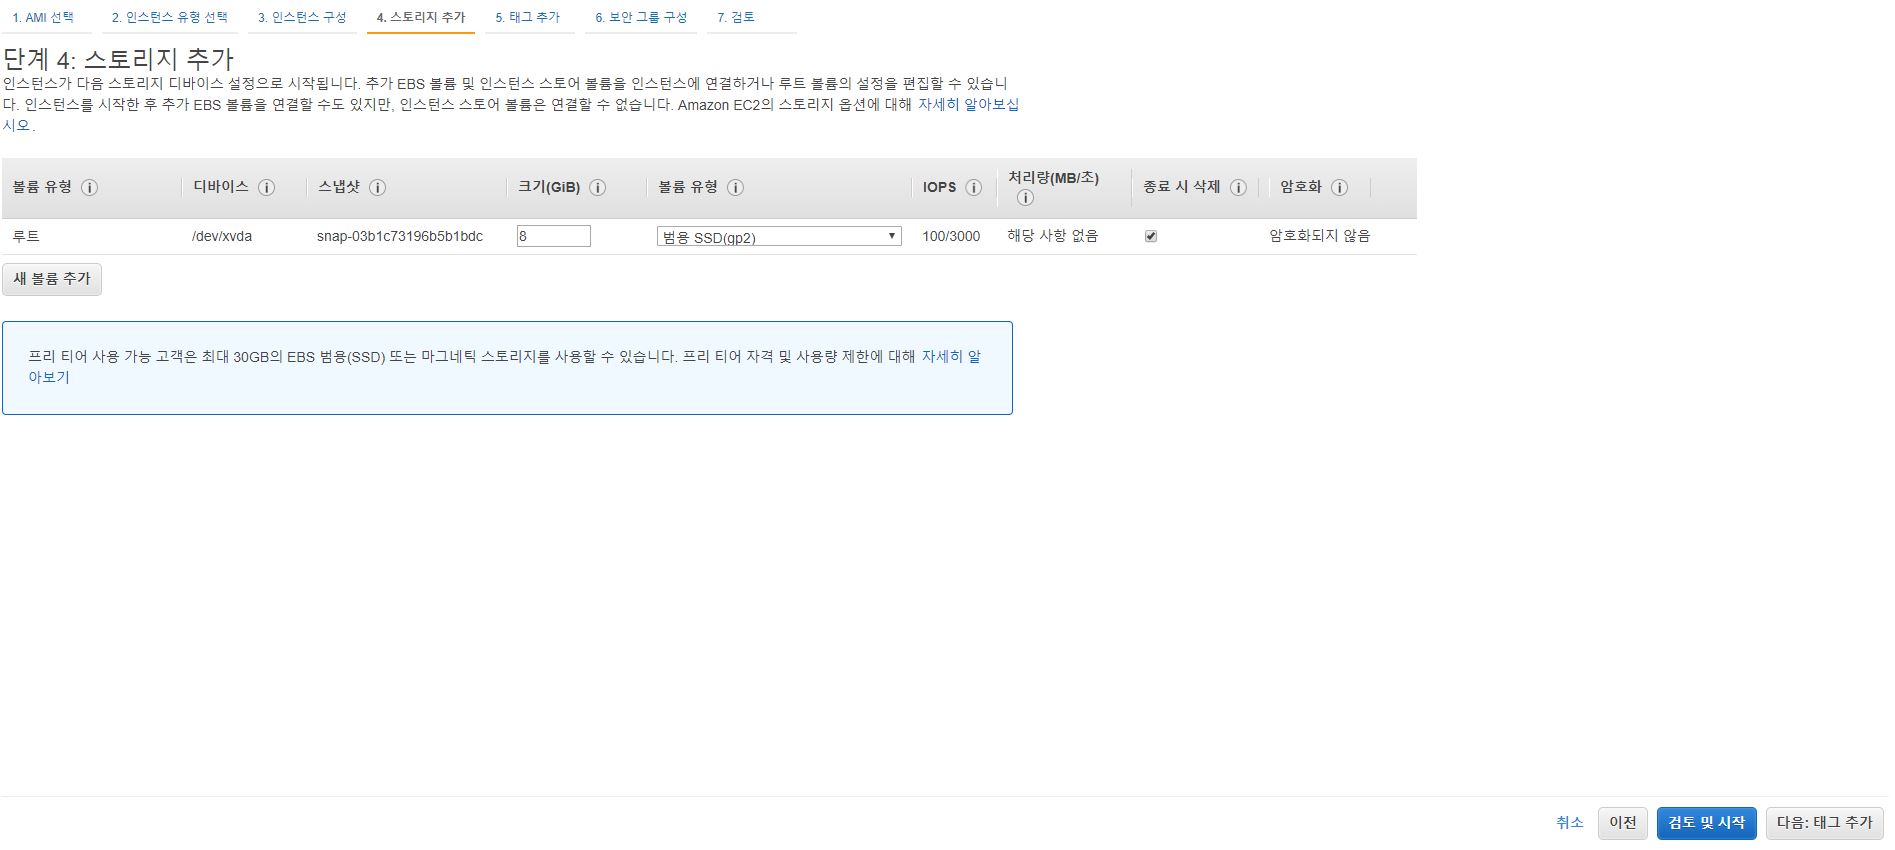 1. AMI 선택 2. 인스턴스 유형 선택 3. 인스턴스 구성 4. 스토리지 추가 5. 태그 추가 6. 보안 그룹 구성 7. 검토
단계 4: 스토리지 추가
인스턴스가 다음 스토리지 디바이스 설정으로 시작됩니다. 추가 EBS 볼륨 및 인스턴스 스토어 볼륨을 인스턴스에 연결하거나 루트 볼륨의 설정을 편집할 수 있습니
다. 인스턴스를 시작한 후 추가 EBS 볼륨을 연결할 수도 있지만, 인스턴스 스토어 볼륨은 연결할 수 없습니다. Amazon EC2의 스토리지 옵션에 대해 자세히 알아보십
시오.
볼륨 유형 디바이스 스냅샷 크기(GiB) 볼륨 유형 IOPS 처리량(MB/초) 종료 시 삭제 암호화
루트 /dev/xvda snap-03b1c73196b5b1bdc 8 범용 SSD(gp2) 100/3000 해당 사항 없음 암호화되지 않음
새 볼륨 추가
프리 티어 사용 가능 고객은 최대 30GB의 EBS 범용(SSD) 또는 마그네틱 스토리지를 사용할 수 있습니다. 프리 티어 자격 및 사용량 제한에 대해 자세히 알
아보기
취소 이전 검토 및 시작 다음: 태그 추가